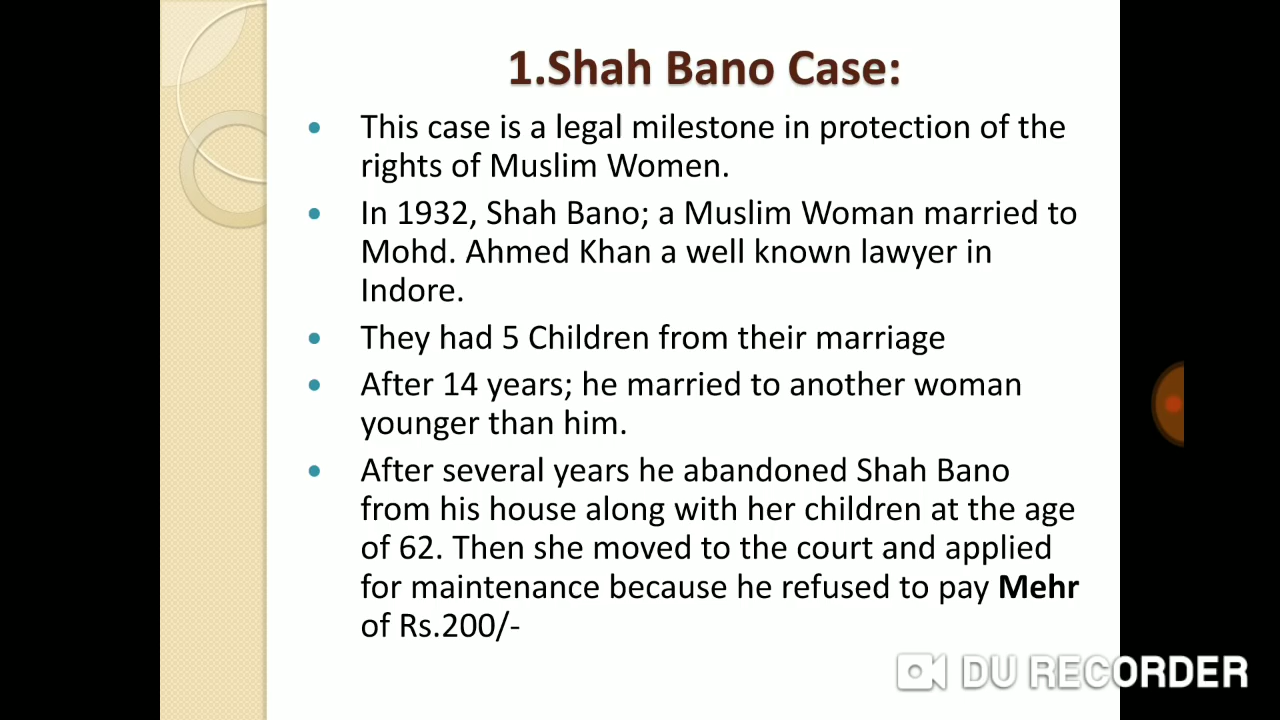 1.Shah Bano Case:
• This case is a legal milestone in protection of the
rights of Muslim Women.
• In 1932, Shah Bano; a Muslim Woman married to
Mohd. Ahmed Khan a well known lawyer in
Indore.
• They had 5 Children from their marriage
• After 14 years; he married to another woman
younger than him.
• After several years he abandoned Shah Bano
from his house along with her children at the age
of 62. Then she moved to the court and applied
for maintenance because he refused to pay Mehr
of Rs.200/-
DU RECORDER